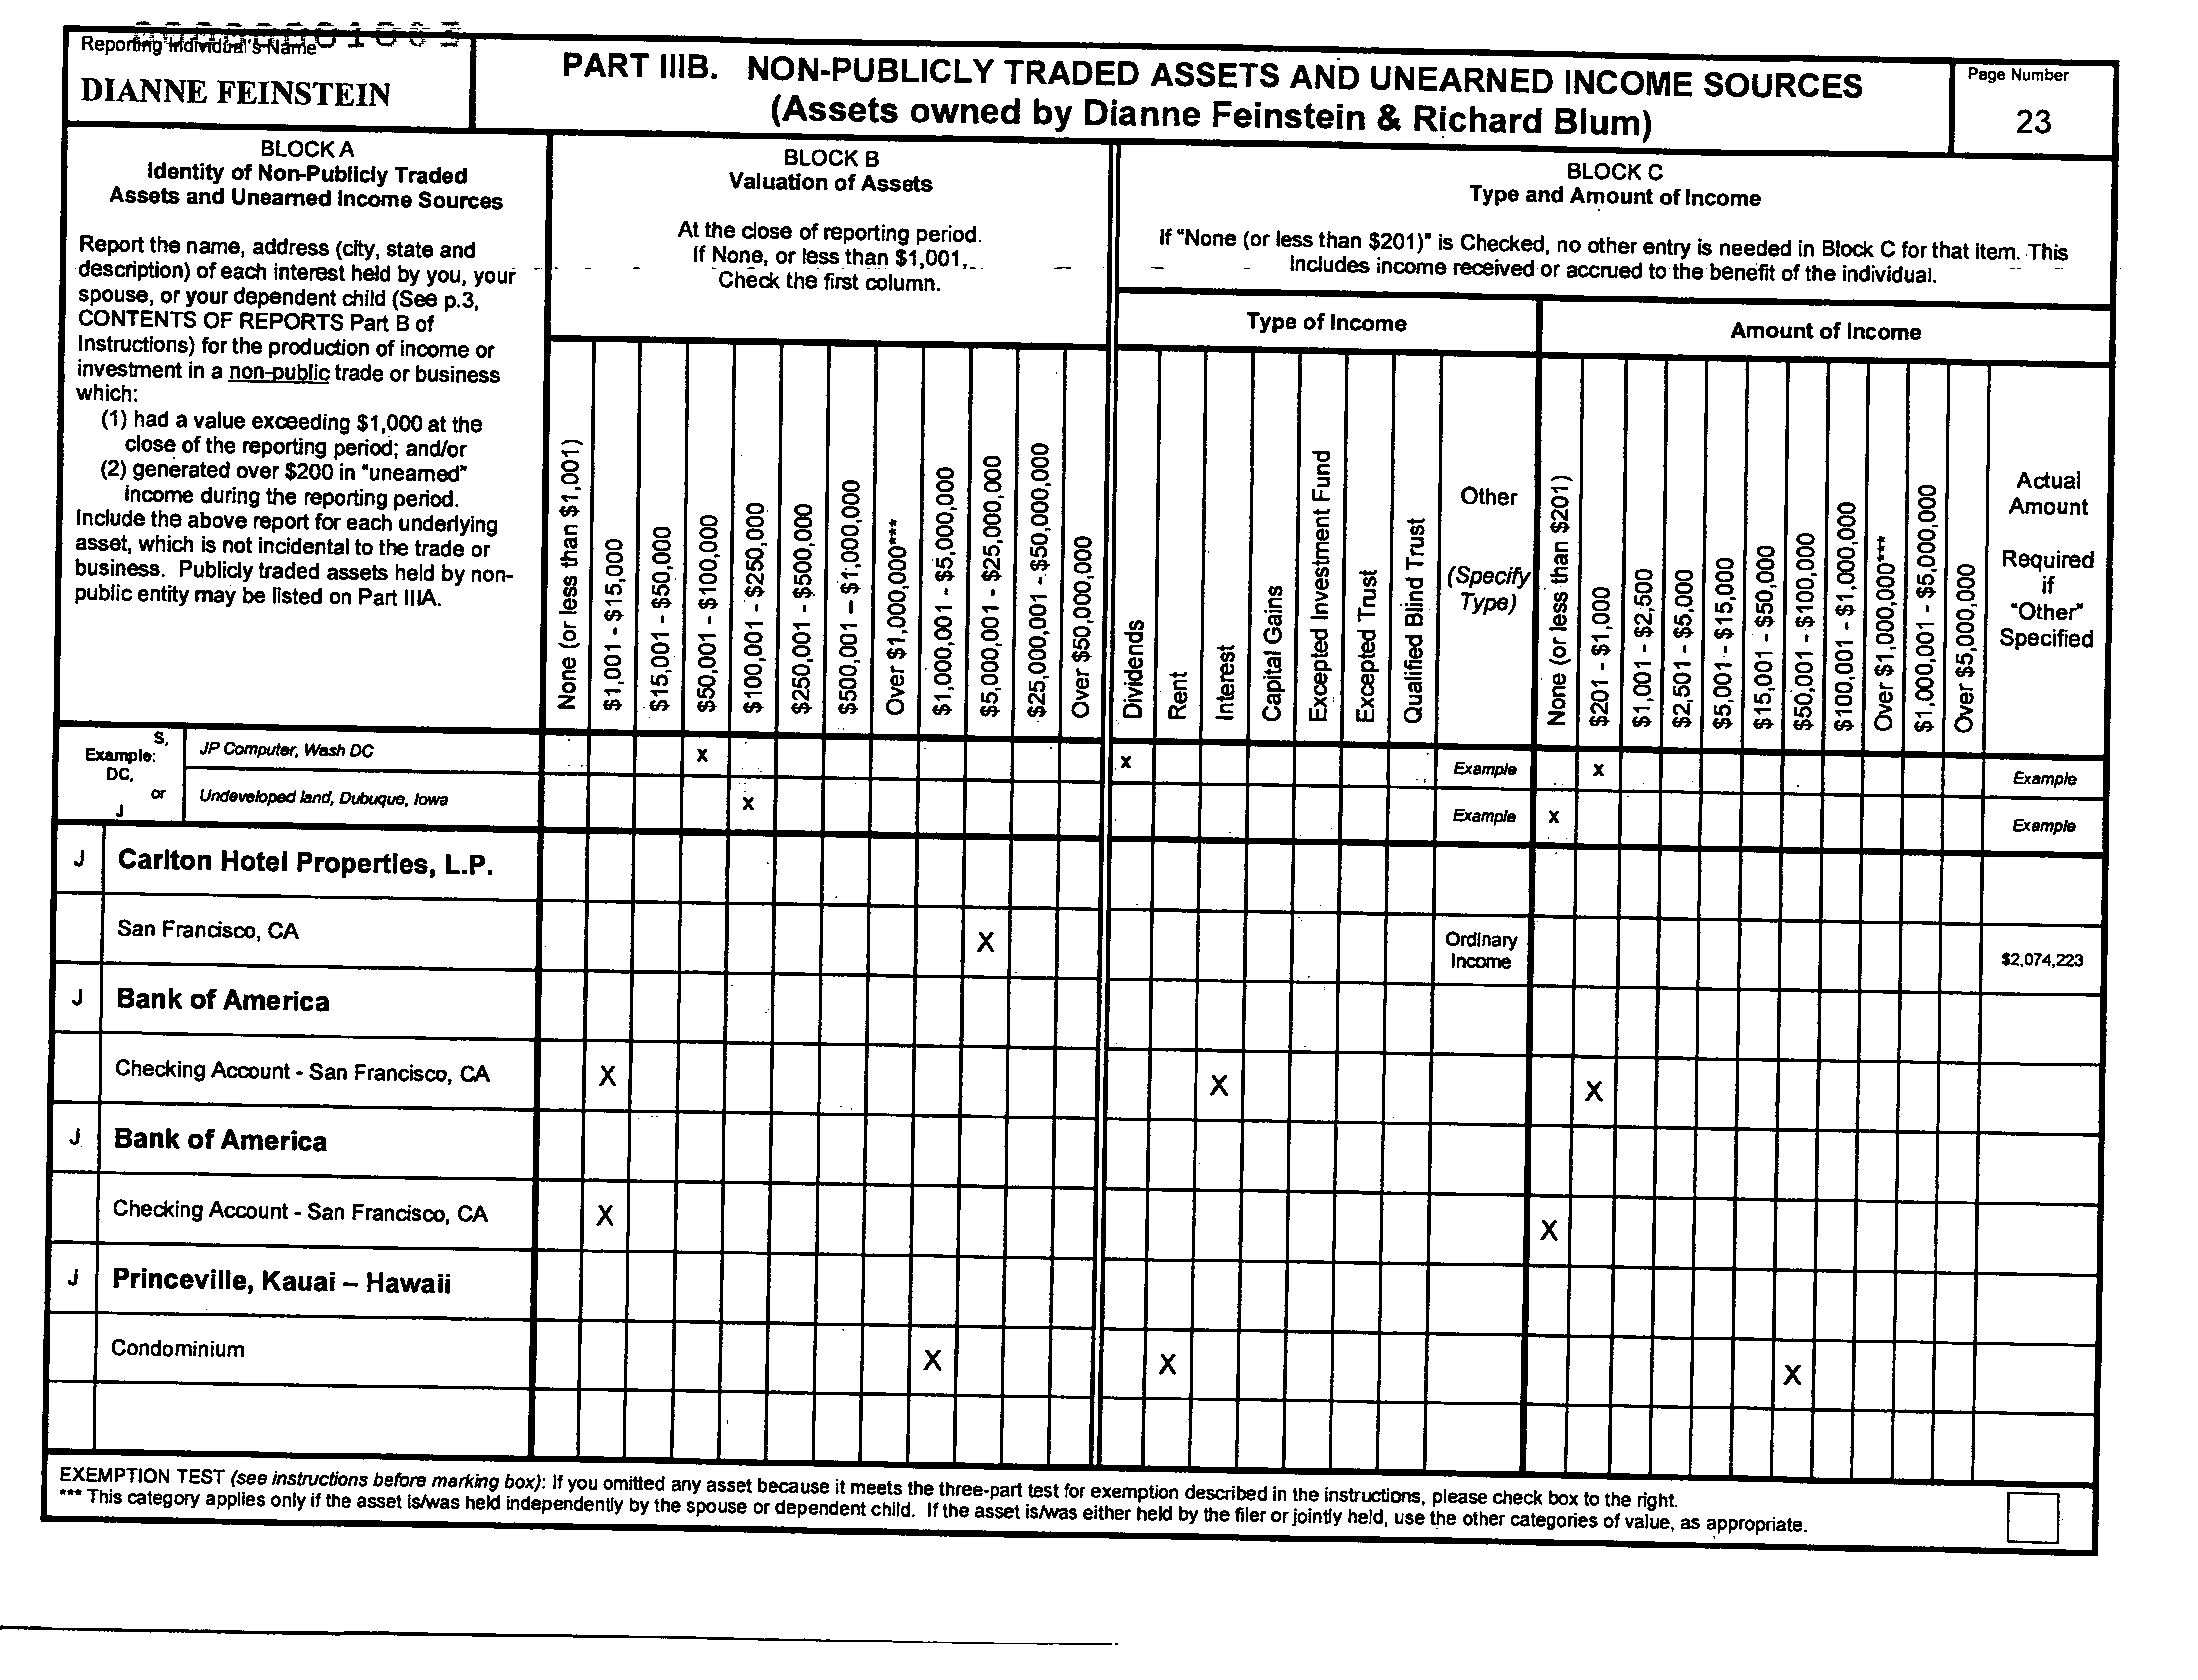 Reporting Individual's Name
DIANNE FEINSTEIN
PART IIIB. NON-PUBLICLY TRADED ASSETS AND UNEARNED INCOME SOURCES
(Assets owned by Dianne Feinstein & Richard Blum)
Page Number
23
BLOCK A
Identity of Non-Publicly Traded
Assets and Unearned Income Sources
Report the name, address (city, state and
description) of each interest held by you, your
spouse, or your dependent child (See p.3,
CONTENTS OF REPORTS Part B of
Instructions) for the production of income or
investment in a non-public trade or business
which:
(1) had a value exceeding $1,000 at the
close of the reporting period; and/or
(2) generated over $200 in "unearned"
income during the reporting period.
Include the above report for each underlying
asset, which is not incidental to the trade or
business. Publicly traded assets held by non-
public entity may be listed on Part IIIA.
BLOCK B
Valuation of Assets
At the close of reporting period.
If None, or less than $1,001,
Check the first column.
None (or less than $1,001)
$1,001 - $15,000
$15,001 - $50,000
$50,001 - $100,000
$100,001 - $250,000
$250,001 - $500,000
$500,001 – $1,000,000
Over $1,000,000***
$1,000,001 - $5,000,000
$5,000,001 - $25,000,000
$25,000,001 - $50,000,000
Over $50,000,000
BLOCK C
Type and Amount of Income
If "None (or less than $201)" is Checked, no other entry is needed in Block C for that item. This
includes income received or accrued to the benefit of the individual.
Type of Income
Dividends
Rent
Interest
Capital Gains
Excepted Investment Fund
Excepted Trust
Qualified Blind Trust
Other
(Specify
Type)
Amount of Income
None (or less than $201)
$201 - $1,000
$1,001 - $2,500
$2,501 - $5,000
$5,001 - $15,000
$15,001 - $50,000
$50,001 - $100,000
$100,001 - $1,000,000
Over $1,000,000***
$1,000,001 - $5,000,000
Over $5,000,000
Actual
Amount
Required
if
"Other"
Specified
S,
Example:
DC,
or
J
JP Computer, Wash DC x x Example x Example
Undeveloped land, Dubuque, Iowa x Example x Example
J Carlton Hotel Properties, L.P.
San Francisco, CA X Ordinary
Income $2,074,223
J Bank of America
Checking Account - San Francisco, CA X X X
J Bank of America
Checking Account - San Francisco, CA X X
J Princeville, Kauai – Hawaii
Condominium X X X
EXEMPTION TEST (see instructions before marking box): If you omitted any asset because it meets the three-part test for exemption described in the instructions, please check box to the right.
*** This category applies only if the asset is/was held independently by the spouse or dependent child. If the asset is/was either held by the filer or jointly held, use the other categories of value, as appropriate.